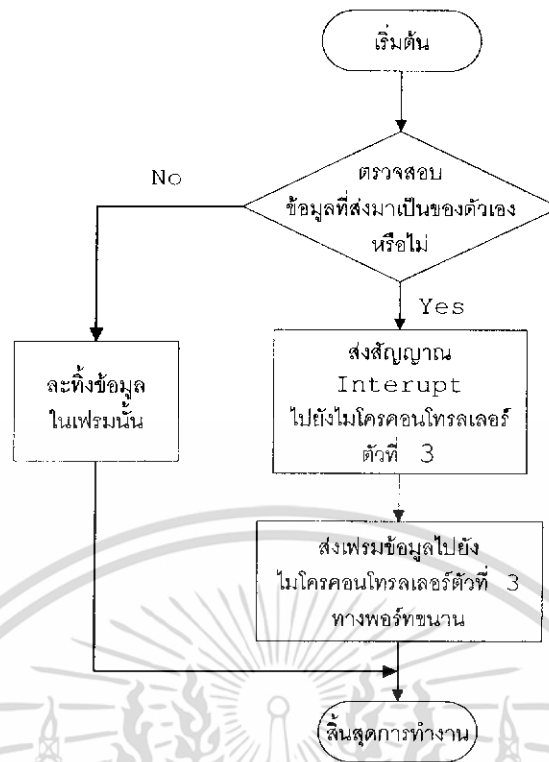 เริ่มต้น
ตรวจสอบ
ข้อมูลที่ส่งมาเป็นของตัวเอง
หรือไม่
No
Yes
ละทิ้งข้อมูล
ในเฟรมนั้น
ส่งสัญญาณ
Interupt
ไปยังไมโครคอนโทรลเลอร์
ตัวที่ 3
ส่งเฟรมข้อมูลไปยัง
ไมโครคอนโทรลเลอร์ตัวที่ 3
ทางพอร์ทขนาน
สิ้นสุดการทำงาน